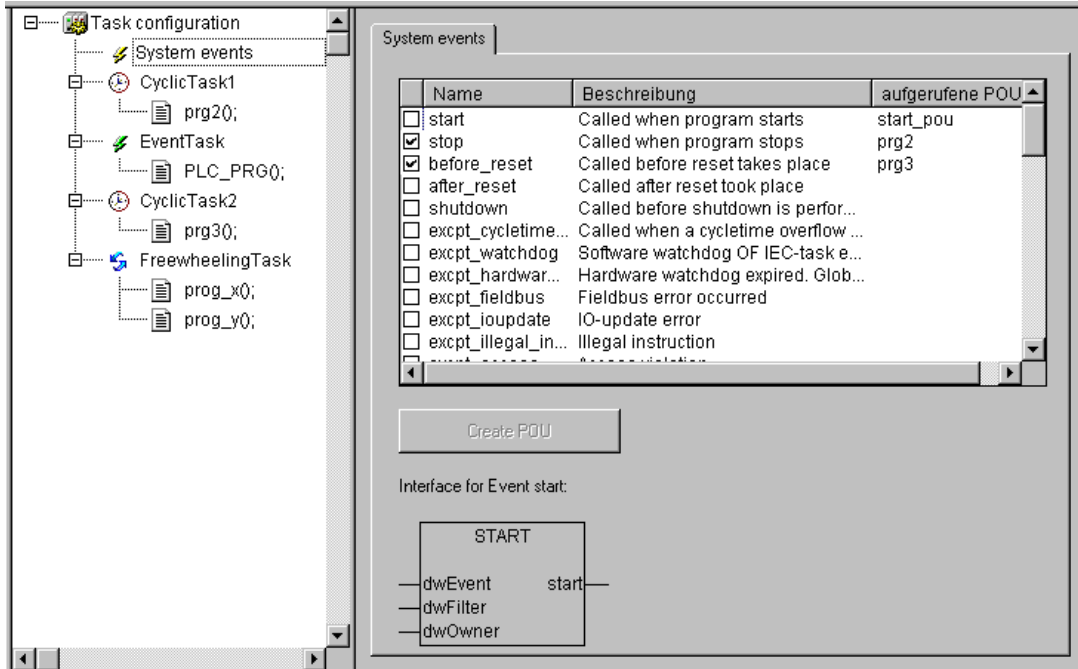 Task configuration
System events
CyclicTask1
prg2();
EventTask
PLC_PRG();
CyclicTask2
prg3();
FreewheelingTask
prog_x();
prog_y();
System events
Name Beschreibung aufgerufene POU
start Called when program starts start_pou
stop Called when program stops prg2
before_reset Called before reset takes place prg3
after_reset Called after reset took place
shutdown Called before shutdown is perfor...
excpt_cycletime... Called when a cycletime overflow ...
excpt_watchdog Software watchdog OF IEC-task e...
excpt_hardwar... Hardware watchdog expired. Glob...
excpt_fieldbus Fieldbus error occurred
excpt_ioupdate IO-update error
excpt_illegal_in... Illegal instruction
Create POU
Interface for Event start:
START
dwEvent start
dwFilter
dwOwner